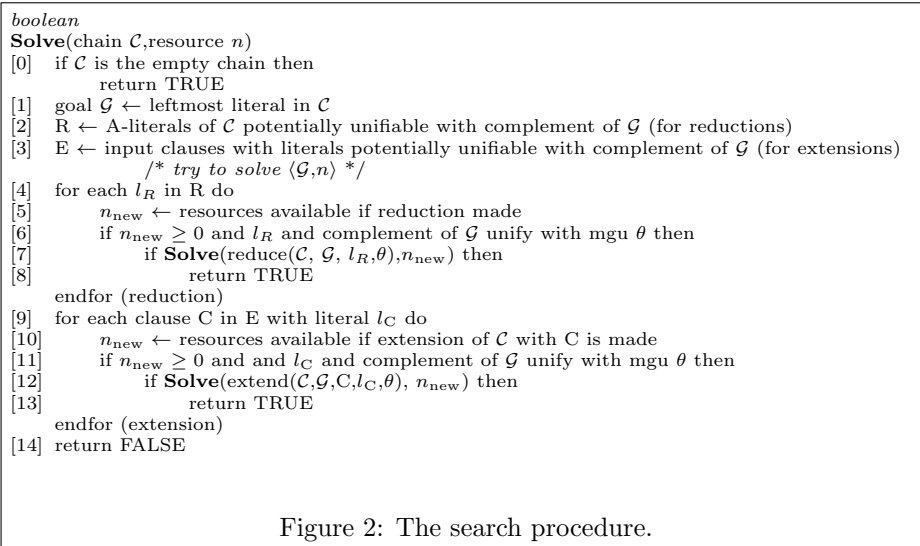 boolean
Solve(chain 𝒞,resource n)
[0] if 𝒞 is the empty chain then
return TRUE
[1] goal 𝒢 ← leftmost literal in 𝒞
[2] R ← A-literals of 𝒞 potentially unifiable with complement of 𝒢 (for reductions)
[3] E ← input clauses with literals potentially unifiable with complement of 𝒢 (for extensions)
/* try to solve ⟨𝒢,n⟩ */
[4] for each l_R in R do
[5] n_new ← resources available if reduction made
[6] if n_new ≥ 0 and l_R and complement of 𝒢 unify with mgu θ then
[7] if Solve(reduce(𝒞, 𝒢, l_R,θ),n_new) then
[8] return TRUE
endfor (reduction)
[9] for each clause C in E with literal l_C do
[10] n_new ← resources available if extension of 𝒞 with C is made
[11] if n_new ≥ 0 and and l_C and complement of 𝒢 unify with mgu θ then
[12] if Solve(extend(𝒞,𝒢,C,l_C,θ), n_new) then
[13] return TRUE
endfor (extension)
[14] return FALSE
Figure 2: The search procedure.